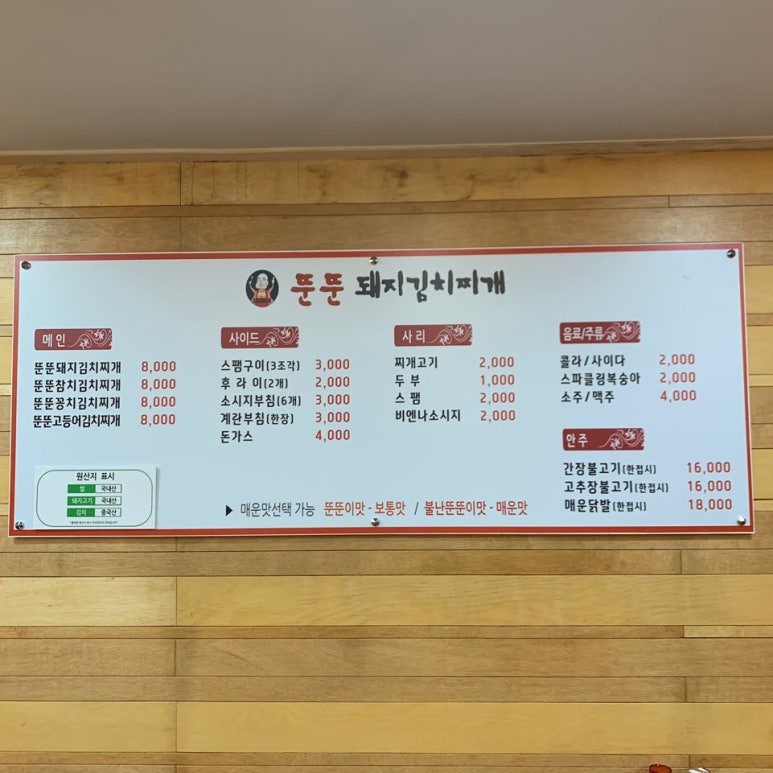 뚠뚠 돼지김치찌개
메인
뚠뚠돼지김치찌개 8,000
뚠뚠참치김치찌개 8,000
뚠뚠꽁치김치찌개 8,000
뚠뚠고등어김치찌개 8,000
사이드
스팸구이(3조각) 3,000
후라이(2개) 2,000
소시지부침(6개) 3,000
계란부침(한장) 3,000
돈가스 4,000
사리
찌개고기 2,000
두부 1,000
스팸 2,000
비엔나소시지 2,000
음료/주류
콜라/사이다 2,000
스파클링복숭아 2,000
소주/맥주 4,000
안주
간장불고기(한접시) 16,000
고추장불고기(한접시) 16,000
매운닭발(한접시) 18,000
원산지 표시
쌀 국내산
돼지고기 국내산
김치 중국산
▶ 매운맛선택 가능 뚠뚠이맛 - 보통맛 / 불난뚠뚠이맛 - 매운맛